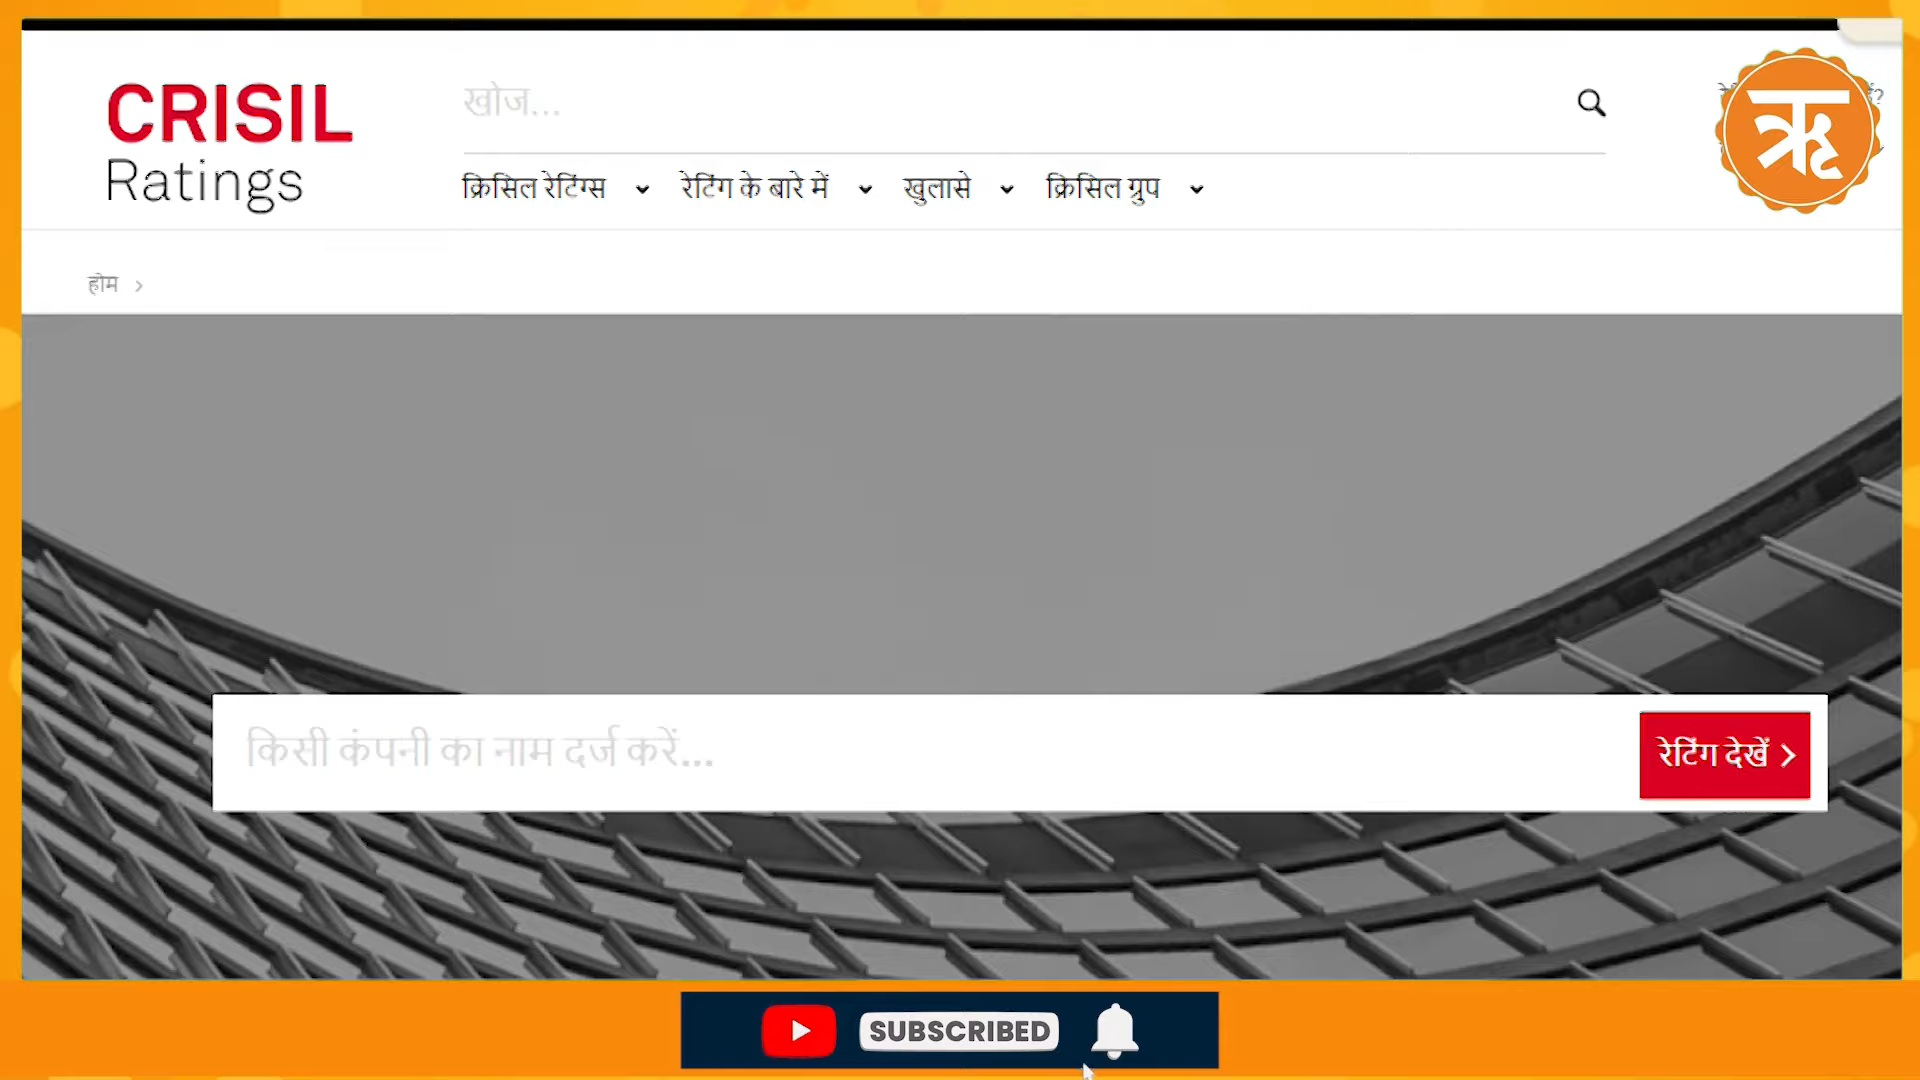 CRISIL
Ratings
खोज...
क्रिसिल रेटिंग्स
रेटिंग के बारे में
खुलासे
क्रिसिल ग्रुप
ऋ
होम
किसी कंपनी का नाम दर्ज करें...
रेटिंग देखें
SUBSCRIBED